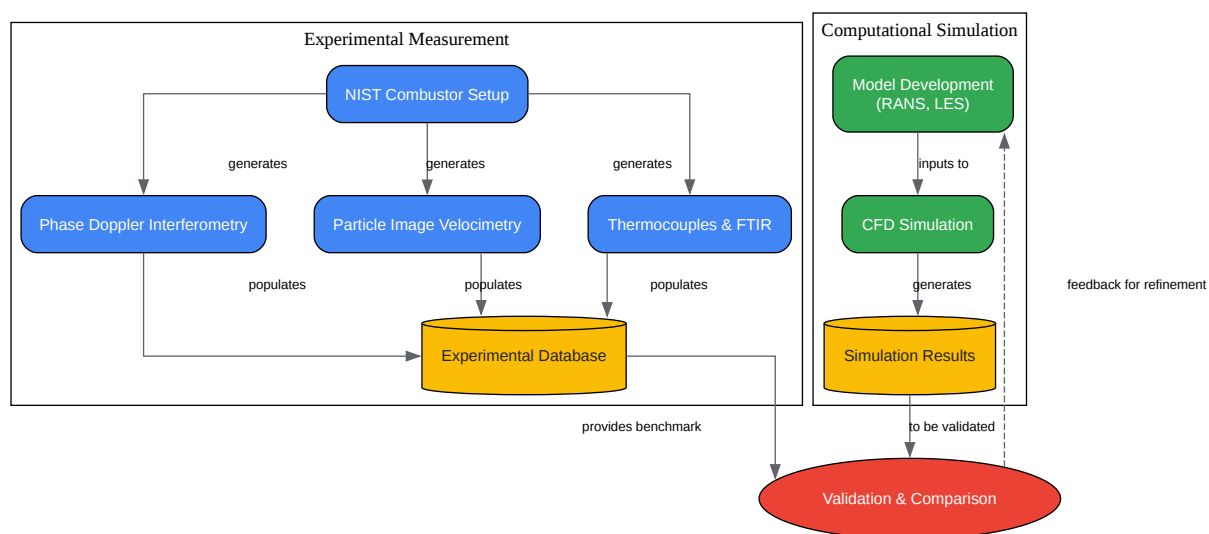 Experimental Measurement
Computational Simulation
NIST Combustor Setup
Model Development
(RANS, LES)
generates
generates
generates
inputs to
Phase Doppler Interferometry
Particle Image Velocimetry
Thermocouples & FTIR
CFD Simulation
populates
populates
populates
generates
feedback for refinement
Experimental Database
Simulation Results
provides benchmark
to be validated
Validation & Comparison